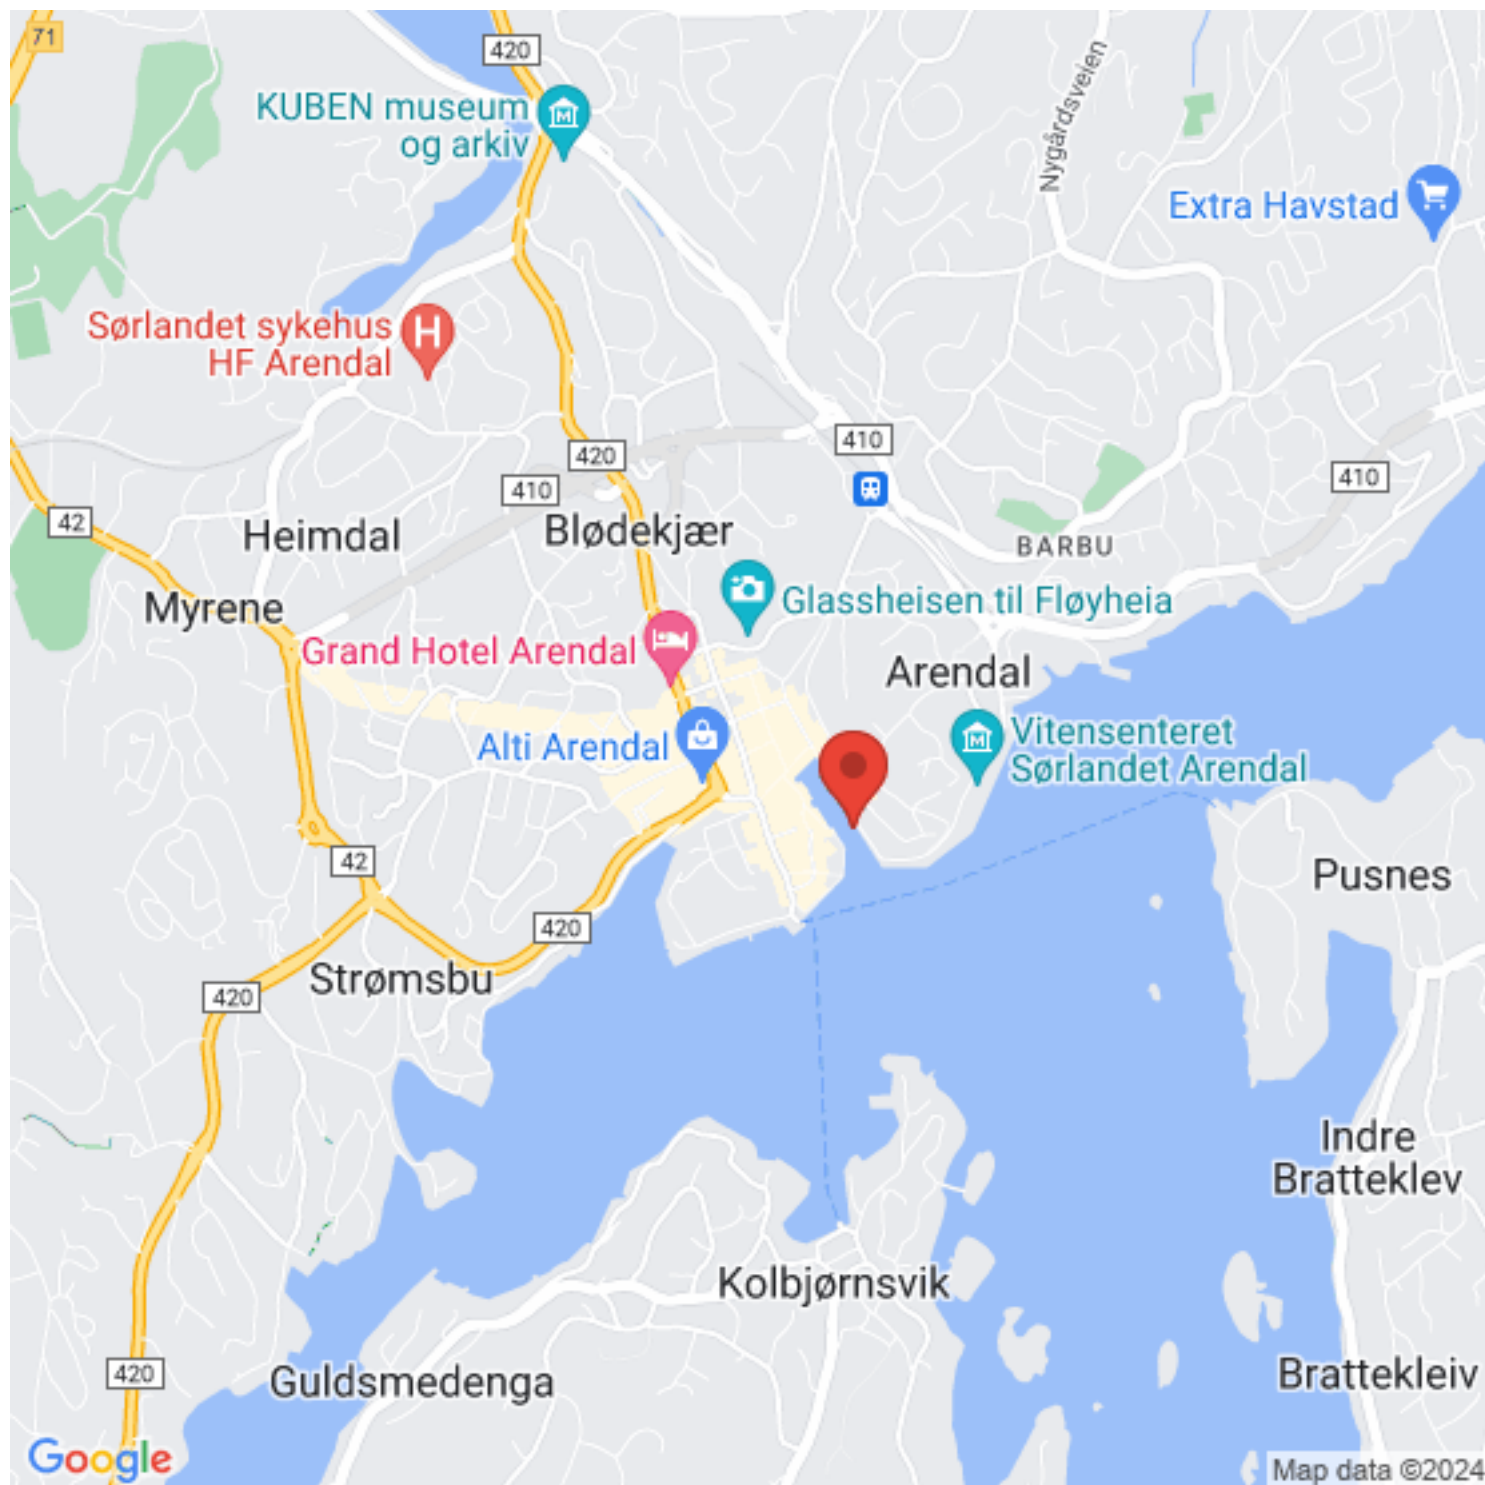 71
420
KUBEN museum
og arkiv
Nygårdsveien
Extra Havstad
Sørlandet sykehus
HF Arendal
420
410
410
410
42
Heimdal
Blødekjær
BARBU
Myrene
Glassheisen til Fløyheia
Grand Hotel Arendal
Arendal
Alti Arendal
Vitensenteret
Sørlandet Arendal
42
Pusnes
420
Strømsbu
420
Indre
Bratteklev
Kolbjørnsvik
420
Guldsmedenga
Brattekleiv
Google
Map data ©2024